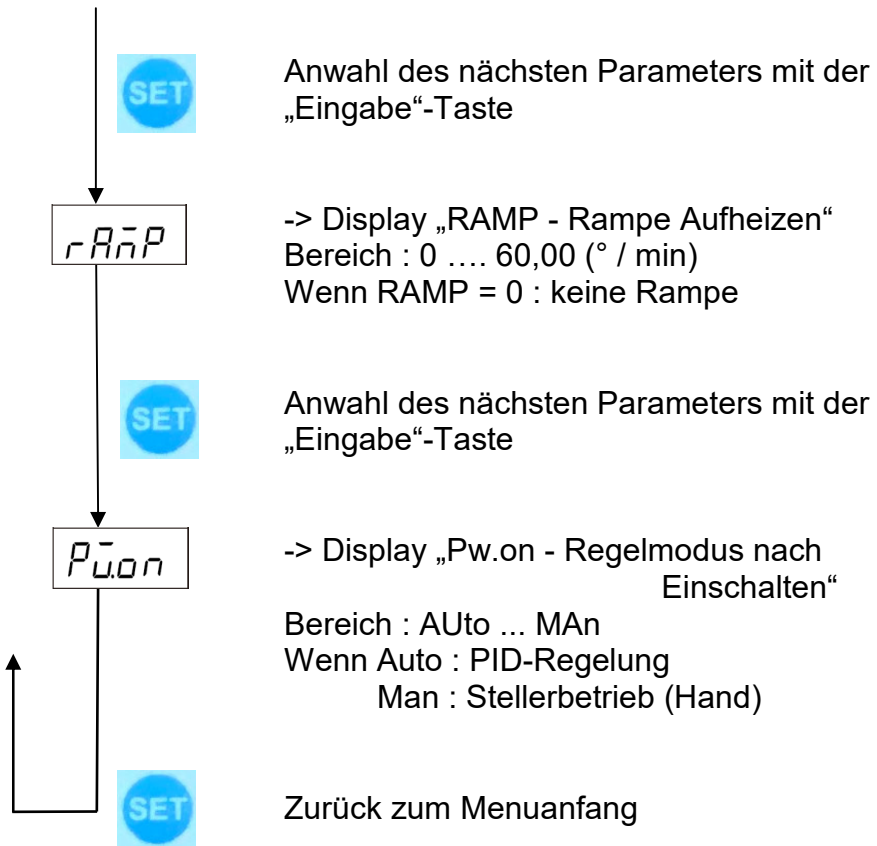 SET
Anwahl des nächsten Parameters mit der
„Eingabe“-Taste
rAmP
-> Display „RAMP - Rampe Aufheizen“
Bereich : 0 …. 60,00 (° / min)
Wenn RAMP = 0 : keine Rampe
SET
Anwahl des nächsten Parameters mit der
„Eingabe“-Taste
Pw.on
-> Display „Pw.on - Regelmodus nach
Einschalten“
Bereich : AUto ... MAn
Wenn Auto : PID-Regelung
Man : Stellerbetrieb (Hand)
SET
Zurück zum Menuanfang